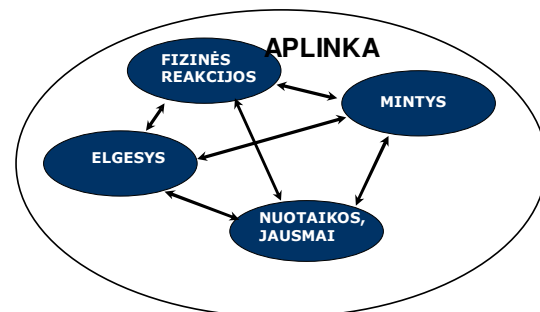 APLINKA
FIZINĖS
REAKCIJOS
MINTYS
ELGESYS
NUOTAIKOS,
JAUSMAI